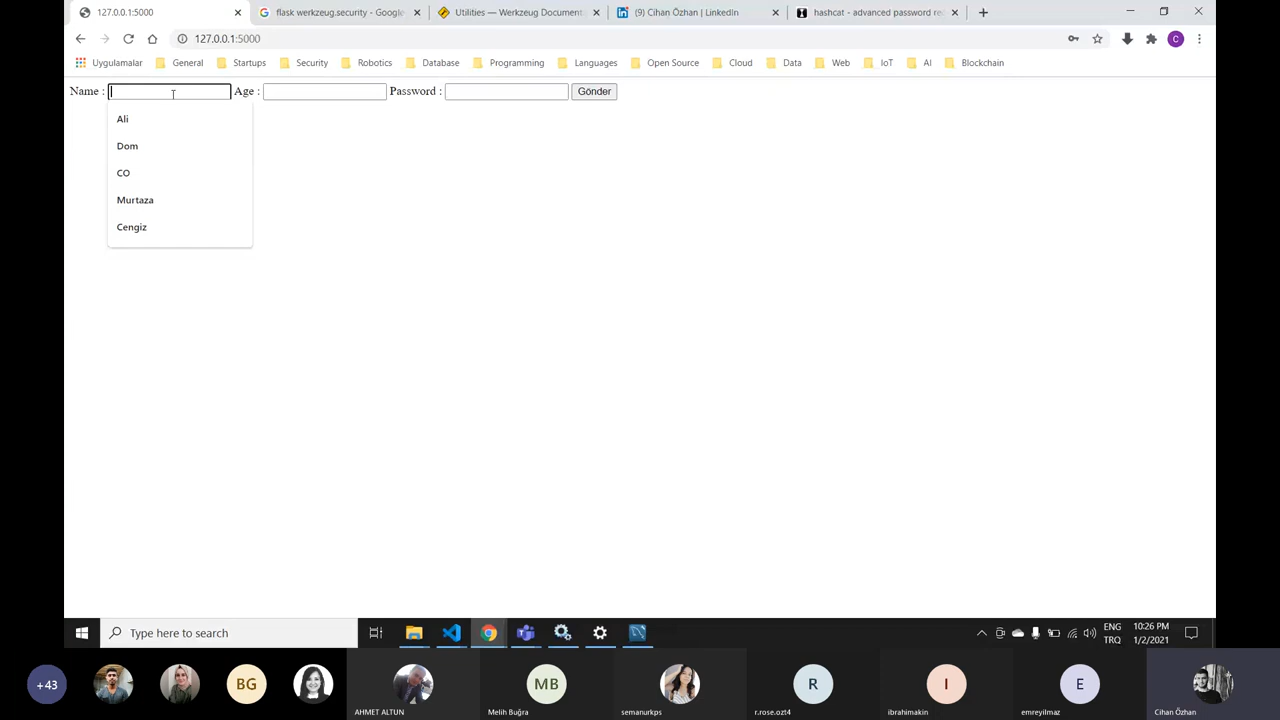 127.0.0.1:5000
flask werkzeug.security - Google
Utilities — Werkzeug Document
(9) Cihan Özhan | LinkedIn
hashcat - advanced password re
127.0.0.1:5000
C
Uygulamalar
General
Startups
Security
Robotics
Database
Programming
Languages
Open Source
Cloud
Data
Web
IoT
AI
Blockchain
Name :
Age :
Password :
Gönder
Ali
Dom
CO
Murtaza
Cengiz
Type here to search
ENG
TRQ
10:26 PM
1/2/2021
+43
BG
AHMET ALTUN
MB
Melih Buğra
semanurkps
R
r.rose.ozt4
I
ibrahimakin
E
emreyilmaz
Cihan Özhan